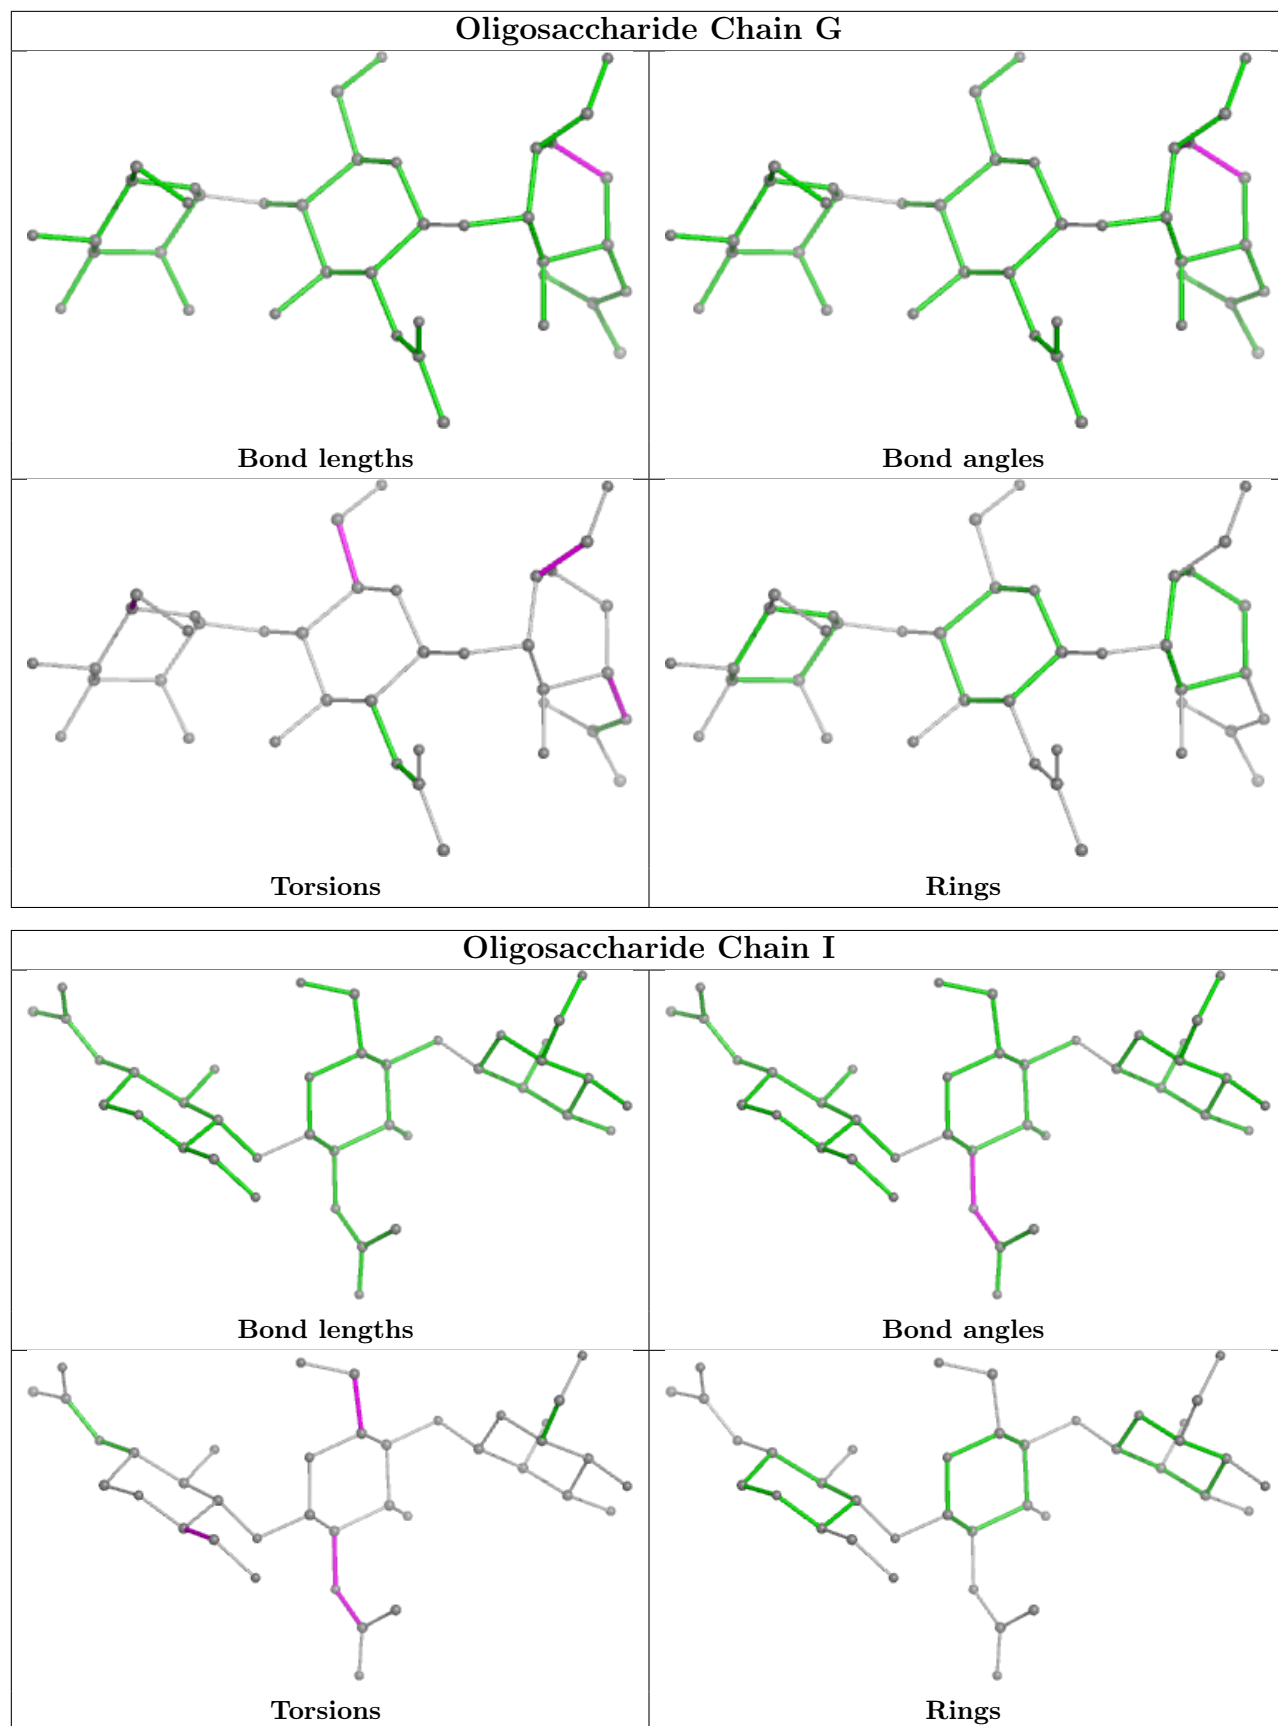 Oligosaccharide Chain G
Bond lengths
Bond angles
Torsions
Rings
Oligosaccharide Chain I
Bond lengths
Bond angles
Torsions
Rings